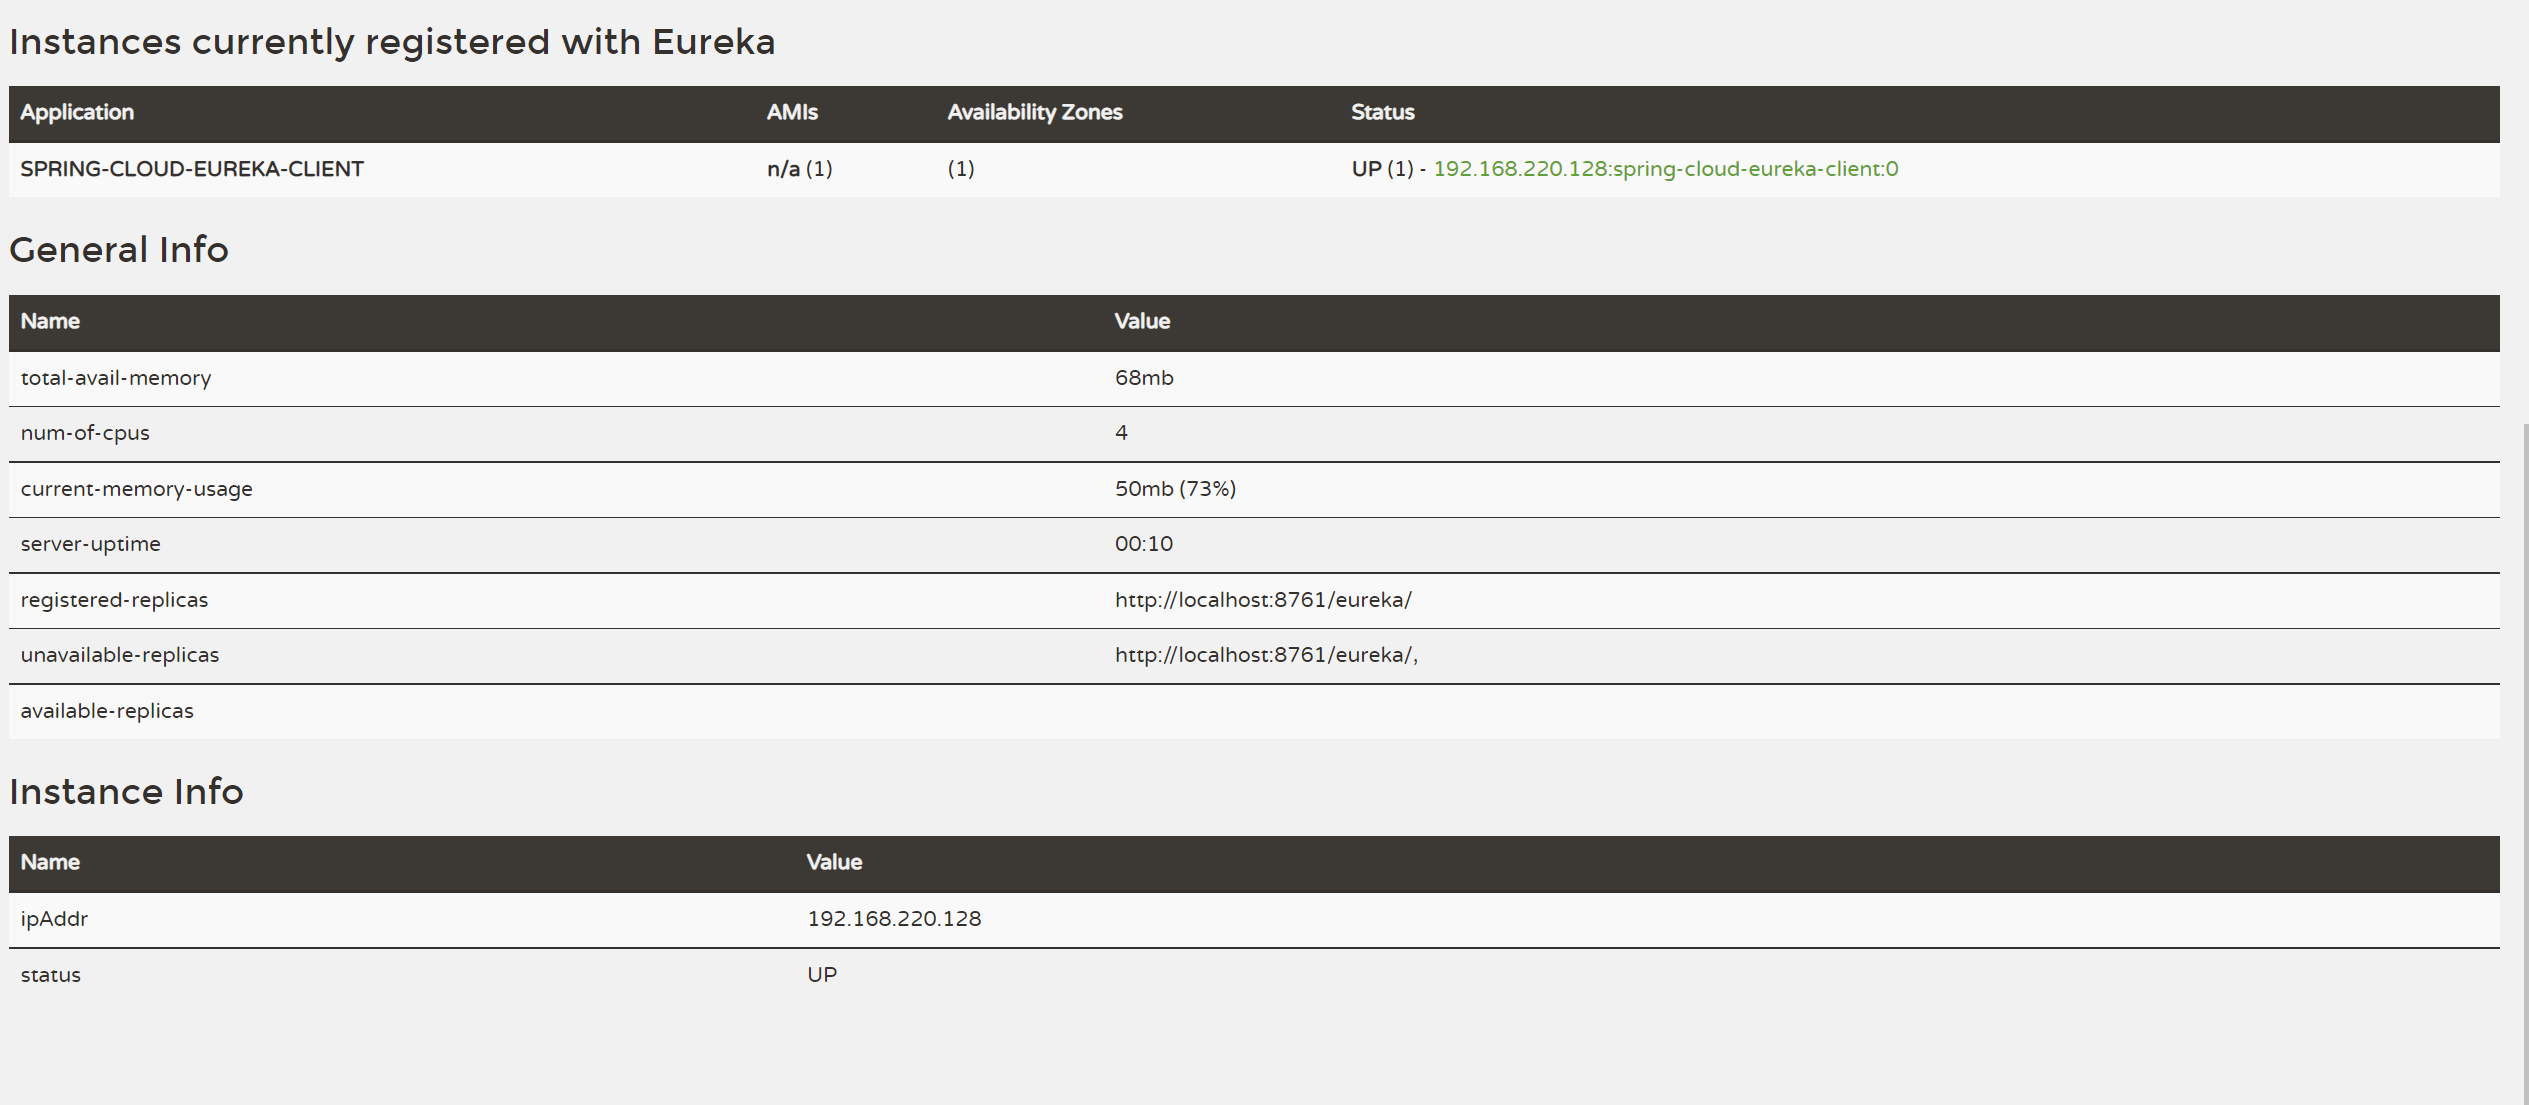 Instances currently registered with Eureka
Application AMIs Availability Zones Status
SPRING-CLOUD-EUREKA-CLIENT n/a (1) (1) UP (1) - 192.168.220.128:spring-cloud-eureka-client:0
General Info
Name Value
total-avail-memory 68mb
num-of-cpus 4
current-memory-usage 50mb (73%)
server-uptime 00:10
registered-replicas http://localhost:8761/eureka/
unavailable-replicas http://localhost:8761/eureka/,
available-replicas
Instance Info
Name Value
ipAddr 192.168.220.128
status UP